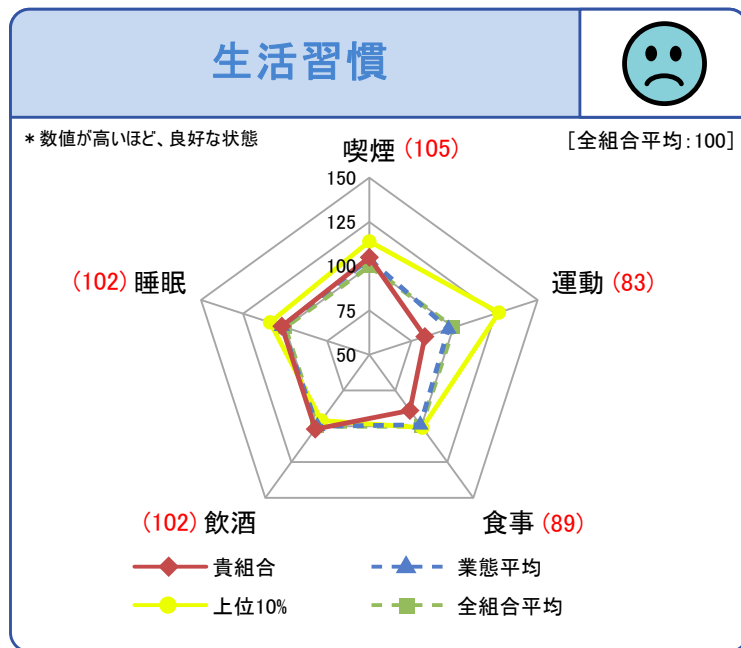 生活習慣
* 数値が高いほど、良好な状態
[全組合平均:100]
喫煙 (105)
150
125
100
75
50
(102) 睡眠
運動 (83)
(102) 飲酒
食事 (89)
貴組合
業態平均
上位10%
全組合平均